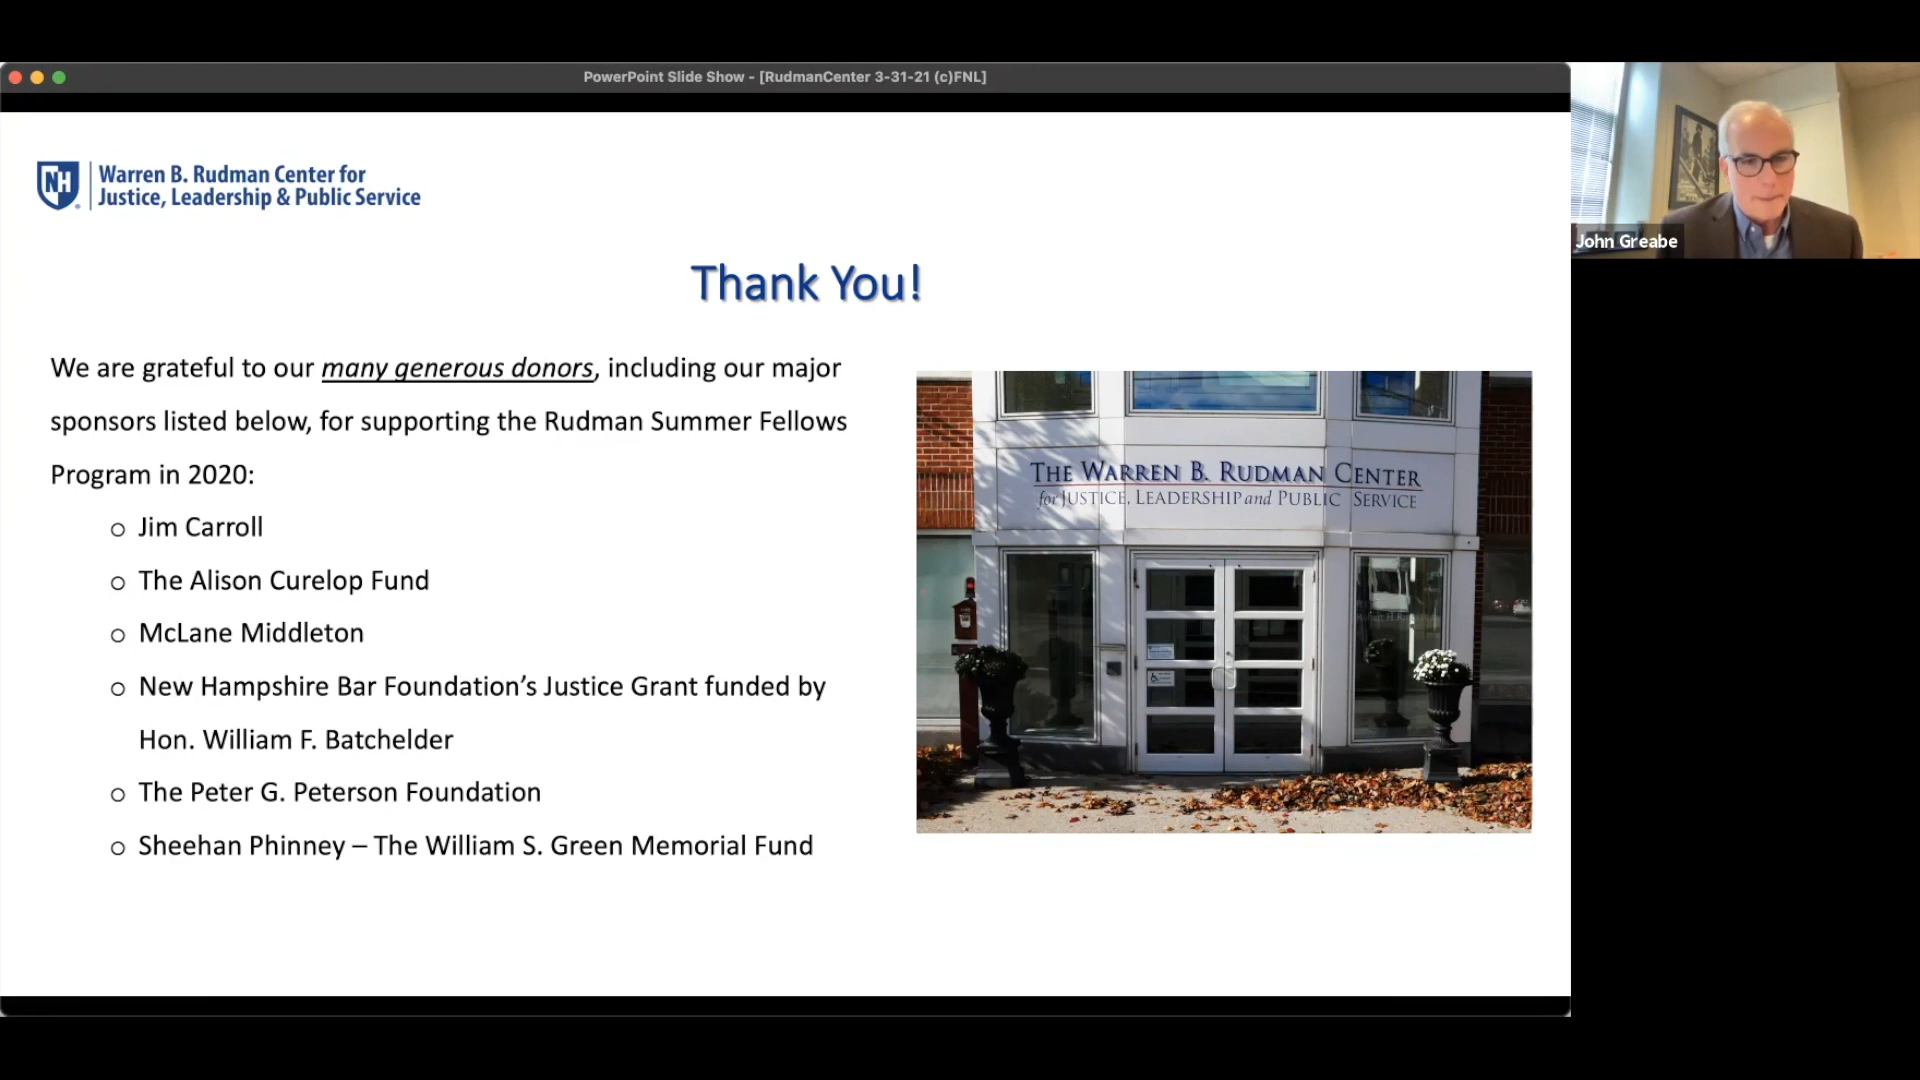 PowerPoint Slide Show - [RudmanCenter 3-31-21 (c)FNL]
NH
Warren B. Rudman Center for
Justice, Leadership & Public Service
John Greabe
Thank You!
We are grateful to our many generous donors, including our major
sponsors listed below, for supporting the Rudman Summer Fellows
Program in 2020:
o Jim Carroll
o The Alison Curelop Fund
o McLane Middleton
o New Hampshire Bar Foundation’s Justice Grant funded by
Hon. William F. Batchelder
o The Peter G. Peterson Foundation
o Sheehan Phinney – The William S. Green Memorial Fund
THE WARREN B. RUDMAN CENTER
for JUSTICE, LEADERSHIP and PUBLIC SERVICE